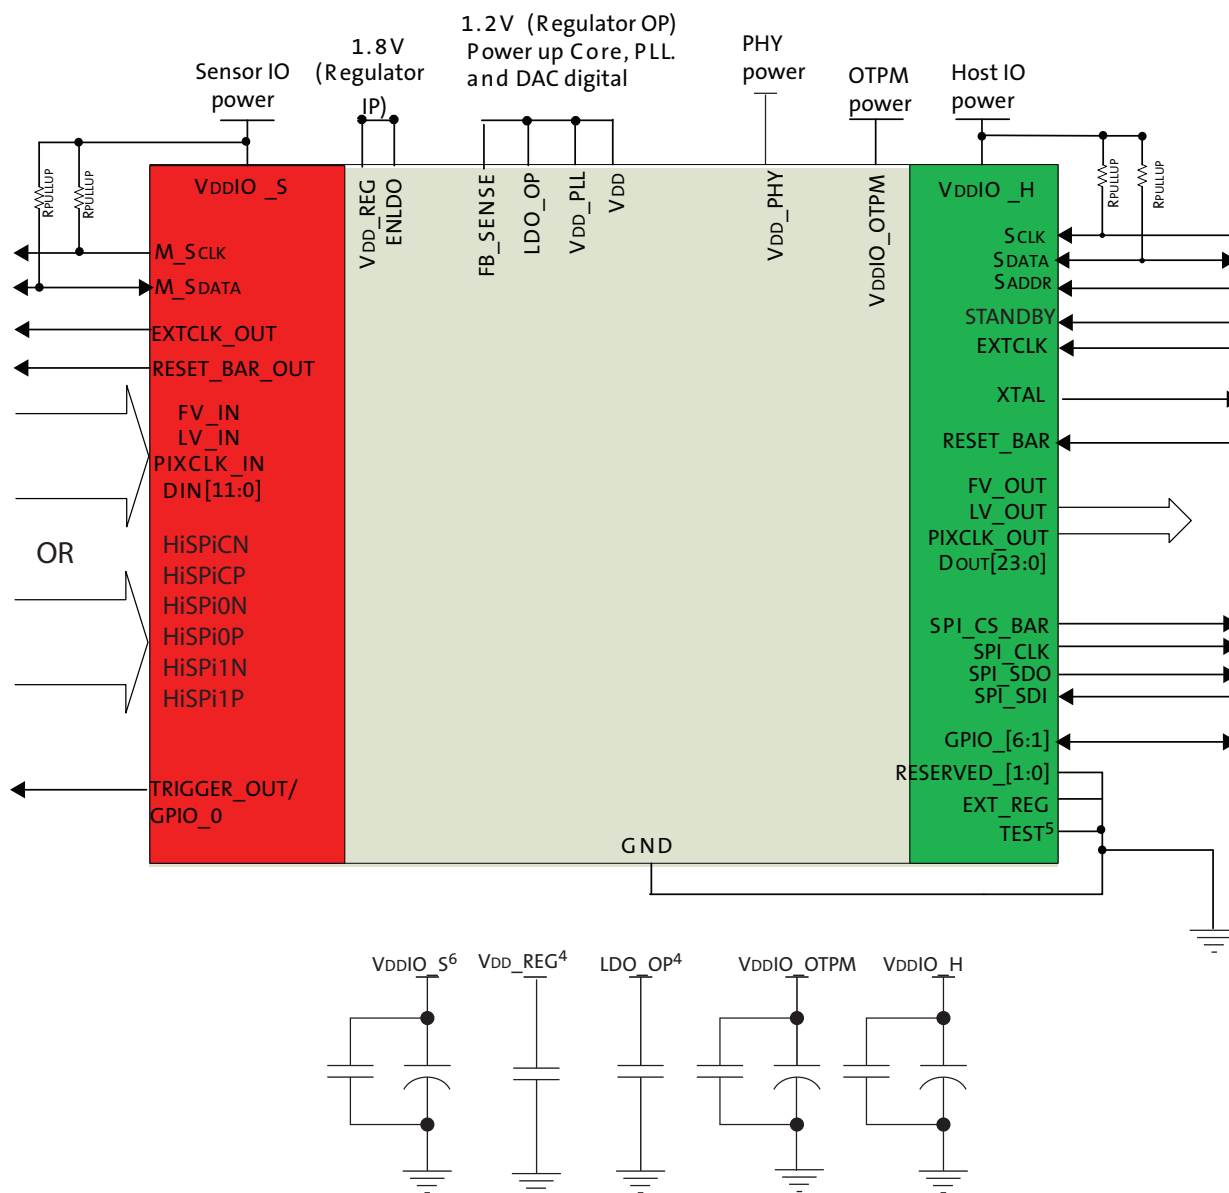 1.2V (Regulator OP)
Power up Core, PLL.
and DAC digital
1.8V
(Regulator
IP)
Sensor IO
power
PHY
power
OTPM
power
Host IO
power
RPULLUP
RPULLUP
RPULLUP
RPULLUP
VDDIO _S
VDD_REG
ENLDO
FB_SENSE
LDO_OP
VDD_PLL
VDD
VDD_PHY
VDDIO_OTPM
VDDIO _H
M_SCLK
M_SDATA
EXTCLK_OUT
RESET_BAR_OUT
FV_IN
LV_IN
PIXCLK_IN
DIN[11:0]
OR
HiSPiCN
HiSPiCP
HiSPi0N
HiSPi0P
HiSPi1N
HiSPi1P
TRIGGER_OUT/
GPIO_0
SCLK
SDATA
SADDR
STANDBY
EXTCLK
XTAL
RESET_BAR
FV_OUT
LV_OUT
PIXCLK_OUT
DOUT[23:0]
SPI_CS_BAR
SPI_CLK
SPI_SDO
SPI_SDI
GPIO_[6:1]
RESERVED_[1:0]
EXT_REG
TEST5
GND
VDDIO_S6
VDD_REG4
LDO_OP4
VDDIO_OTPM
VDDIO_H